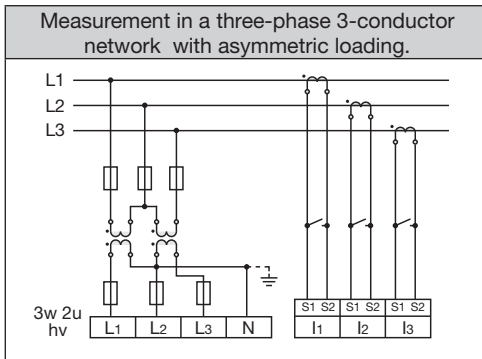 Measurement in a three-phase 3-conductor
network with asymmetric loading.
L1
L2
L3
3w 2u
hv
L1 L2 L3 N
S1 S2 S1 S2 S1 S2
I1 I2 I3